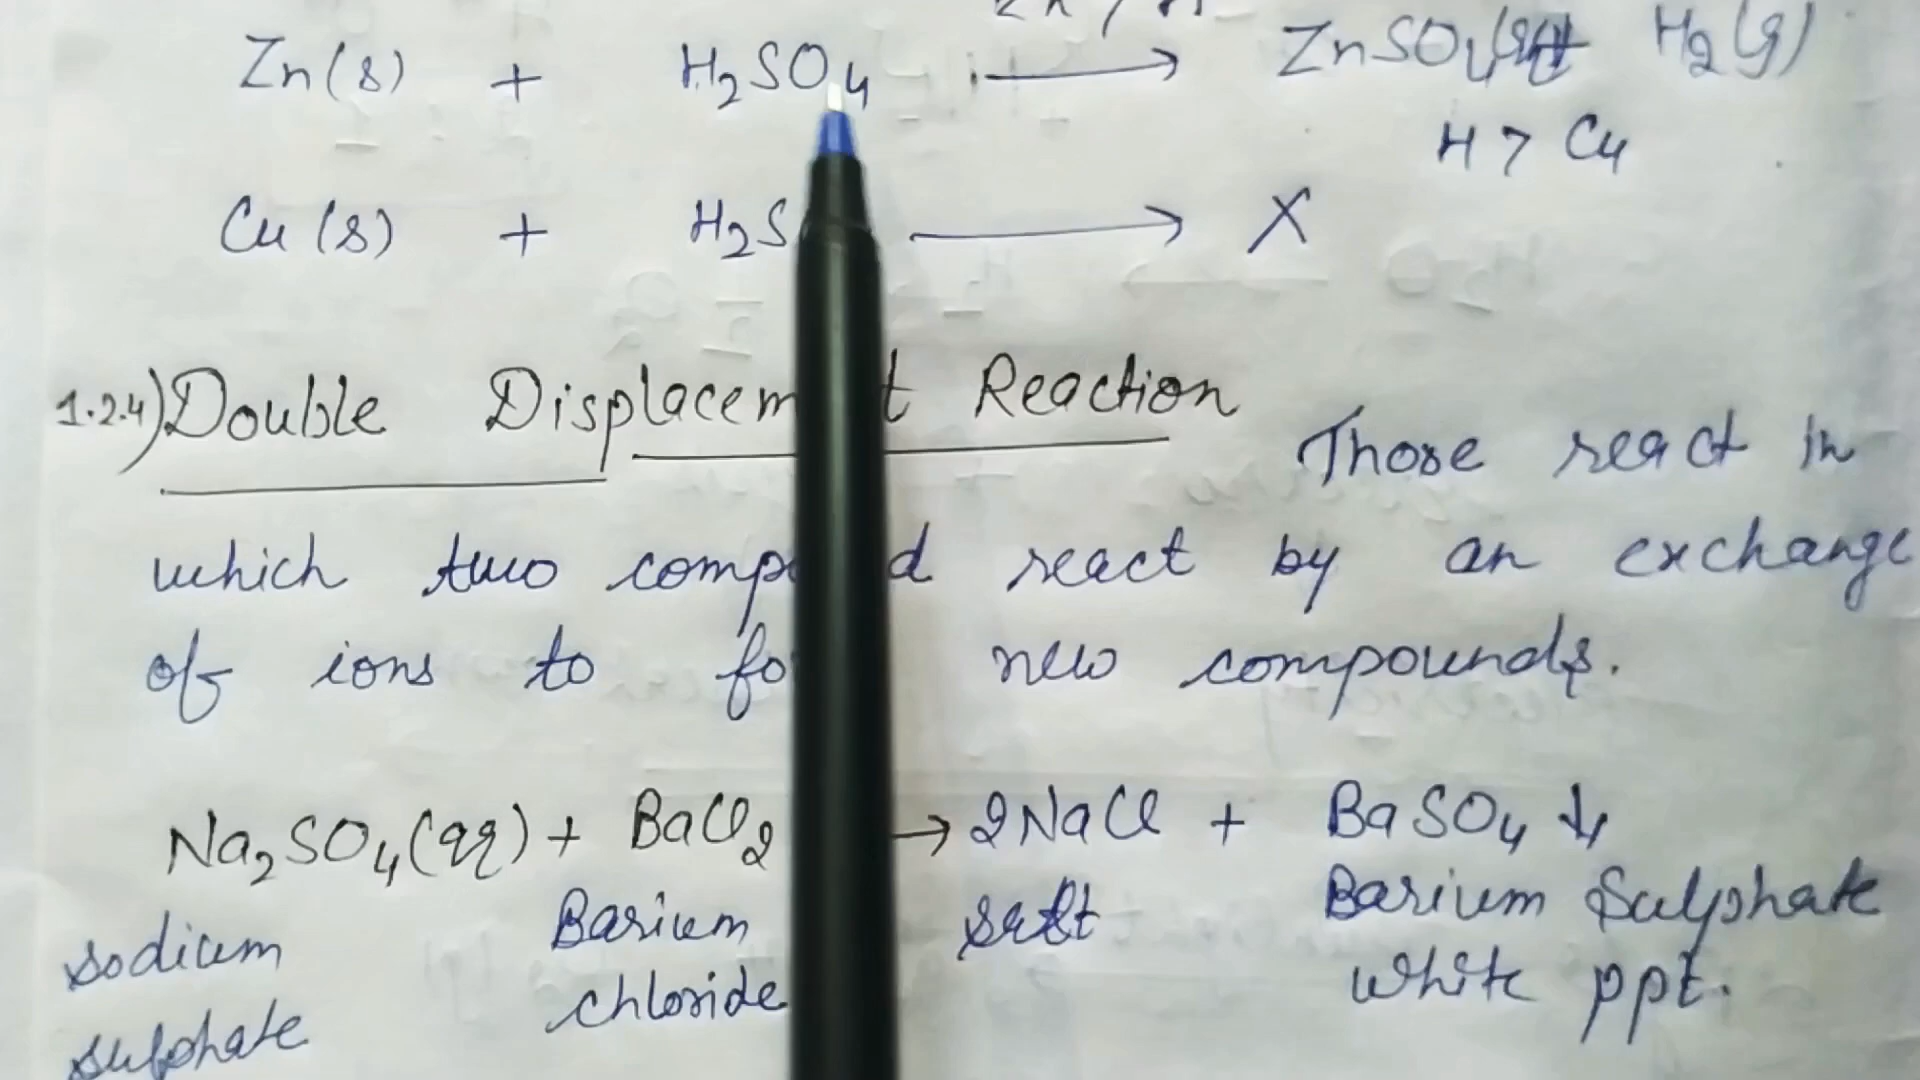 Zn(s) + H2SO4 → ZnSO4 H2(g)
H > Cu
Cu(s) + H2S → X
1.2.4) Double Displacem t Reaction
Those react in
which two comp d react by an exchange
of ions to fo new compounds.
Na2SO4(aq) + BaCl2 → 2NaCl + BaSO4 ↓
sodium sulphate
Barium chloride
salt
Barium Sulphate
white ppt.